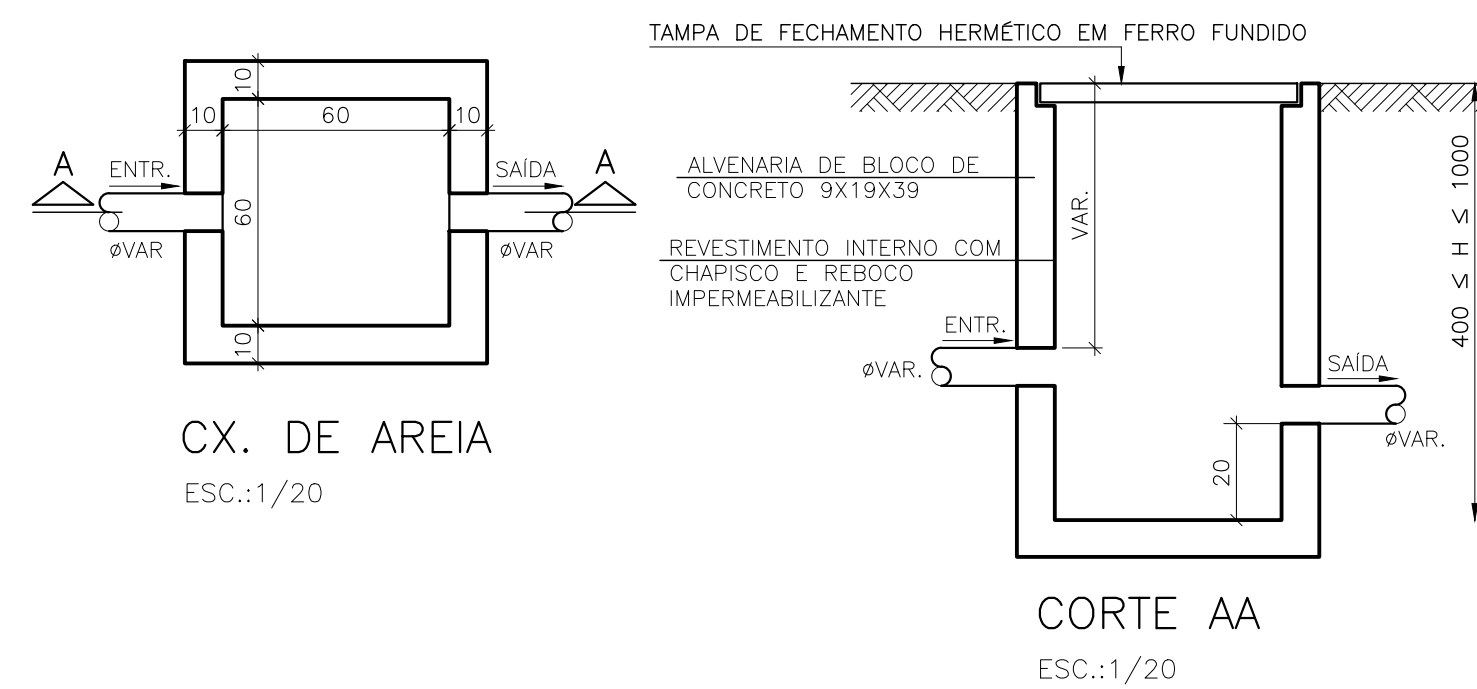 TAMPA DE FECHAMENTO HERMÉTICO EM FERRO FUNDIDO
10
10
60
10
A
ENTR.
SAÍDA
A
60
øVAR
øVAR
10
CX. DE AREIA
ESC.:1/20
ALVENARIA DE BLOCO DE
CONCRETO 9X19X39
VAR.
REVESTIMENTO INTERNO COM
CHAPISCO E REBOCO
IMPERMEABILIZANTE
ENTR.
øVAR.
SAÍDA
øVAR.
20
400 ≤ H ≤ 1000
CORTE AA
ESC.:1/20